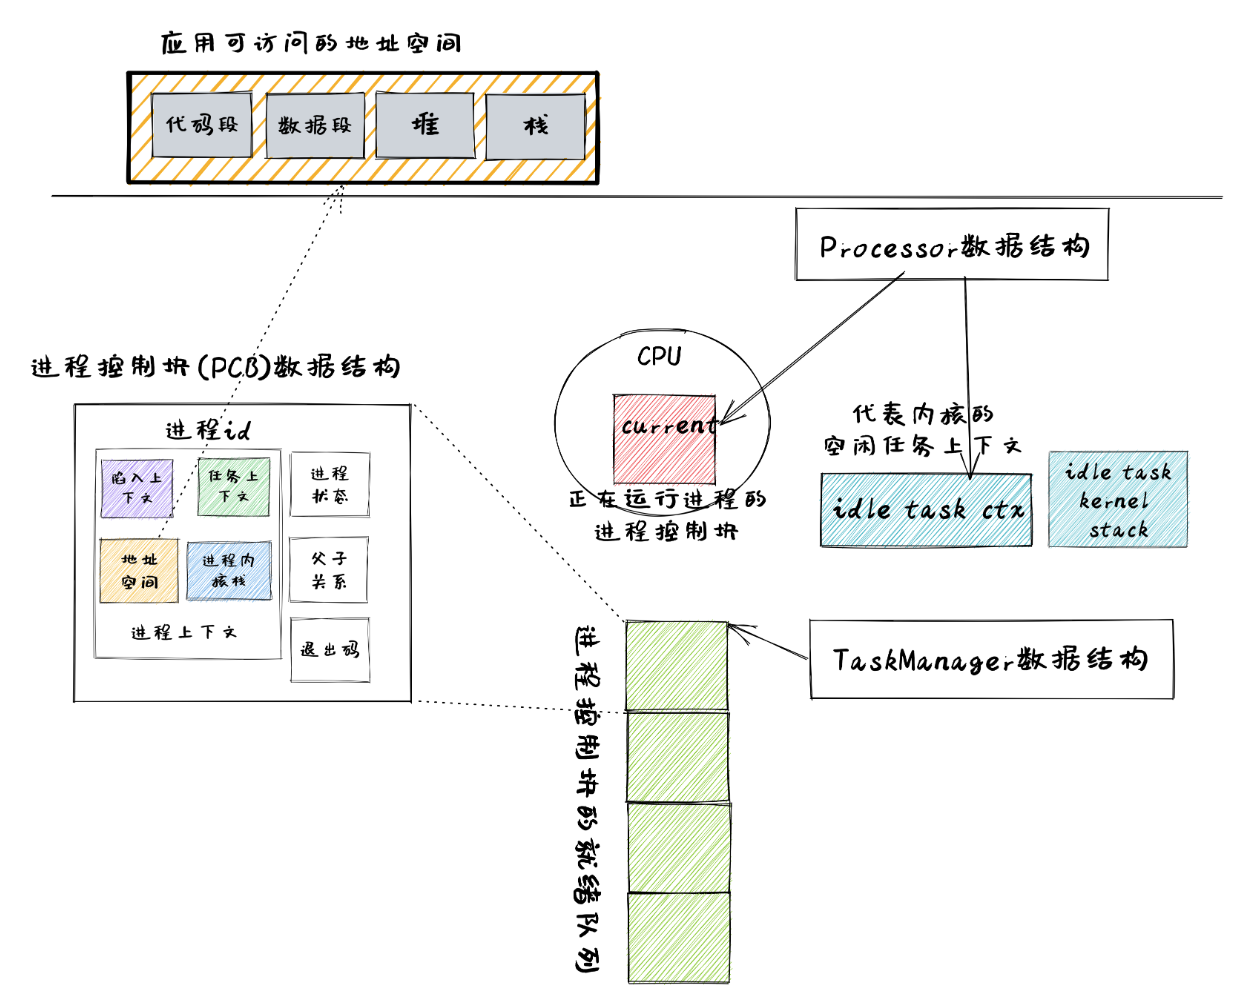 应用可访问的地址空间
代码段
数据段
堆
栈
Processor数据结构
进程控制块(PCB)数据结构
进程id
陷入上
下文
任务上
下文
进程
状态
地址
空间
进程内
核栈
父子
关系
进程上下文
退出码
CPU
current
正在运行进程的
进程控制块
代表内核的
空闲任务上下文
idle task ctx
idle task
kernel
stack
进程控制块的就绪队列
TaskManager数据结构